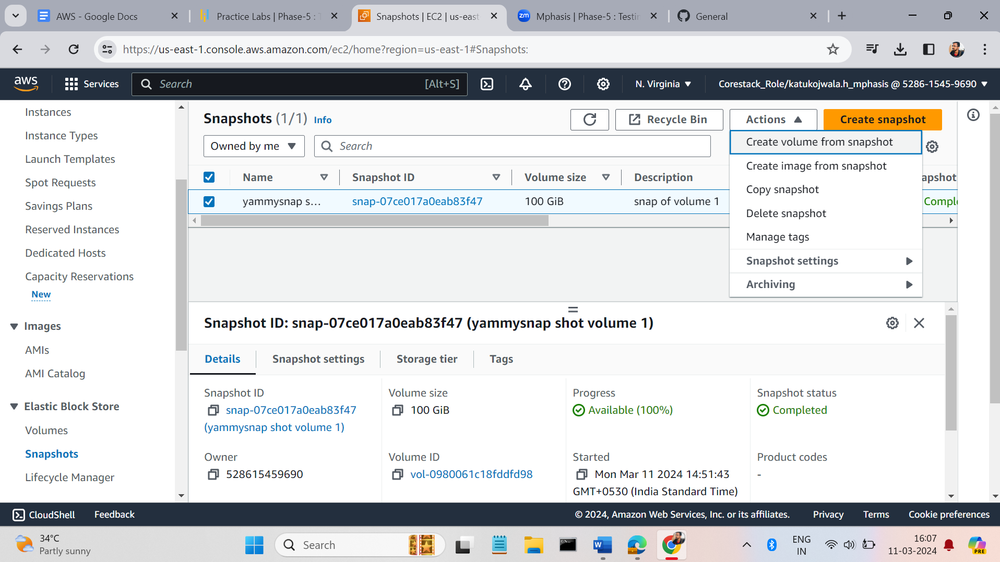 AWS - Google Docs
Practice Labs | Phase-5 : T
Snapshots | EC2 | us-east
zm
Mphasis | Phase-5 : Testin
General
https://us-east-1.console.aws.amazon.com/ec2/home?region=us-east-1#Snapshots:
aws
Services
Search
[Alt+S]
N. Virginia
Corestack_Role/katukojwala.h_mphasis @ 5286-1545-9690
Instances
Instance Types
Launch Templates
Spot Requests
Savings Plans
Reserved Instances
Dedicated Hosts
Capacity Reservations
New
Images
AMIs
AMI Catalog
Elastic Block Store
Volumes
Snapshots
Lifecycle Manager
Snapshots (1/1) Info
Recycle Bin
Actions
Create snapshot
Owned by me
Search
Create volume from snapshot
Create image from snapshot
Copy snapshot
Delete snapshot
Manage tags
Snapshot settings
Archiving
Name
Snapshot ID
Volume size
Description
apshot
yammysnap s...
snap-07ce017a0eab83f47
100 GiB
snap of volume 1
Comple
Snapshot ID: snap-07ce017a0eab83f47 (yammysnap shot volume 1)
Details
Snapshot settings
Storage tier
Tags
Snapshot ID
snap-07ce017a0eab83f47
(yammysnap shot volume 1)
Volume size
100 GiB
Progress
Available (100%)
Snapshot status
Completed
Owner
528615459690
Volume ID
vol-0980061c18fddfd98
Started
Mon Mar 11 2024 14:51:43
GMT+0530 (India Standard Time)
Product codes
-
CloudShell
Feedback
© 2024, Amazon Web Services, Inc. or its affiliates.
Privacy
Terms
Cookie preferences
34°C
Partly sunny
Search
W
ENG
IN
16:07
11-03-2024
PRE